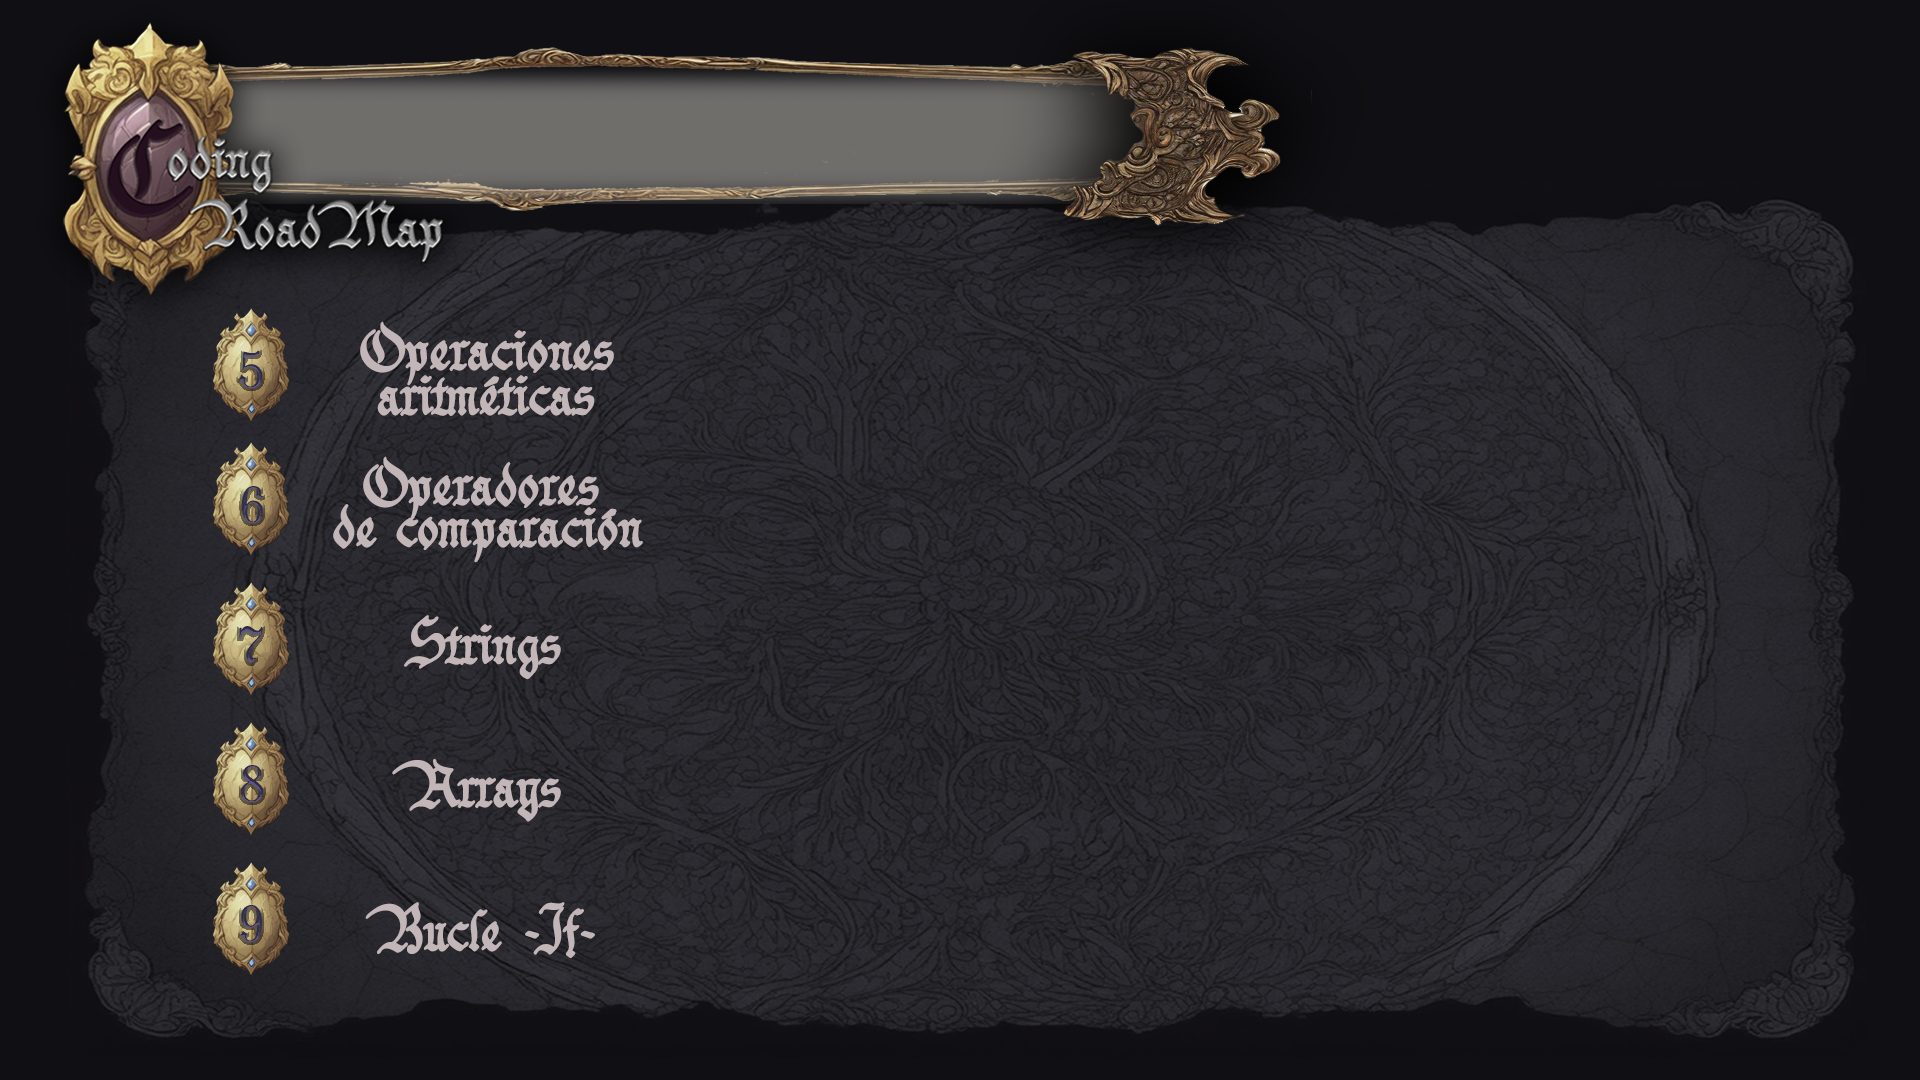 Coding
RoadMap
5
Operaciones
aritméticas
6
Operadores
de comparación
7
Strings
8
Arrays
9
Bucle -If-